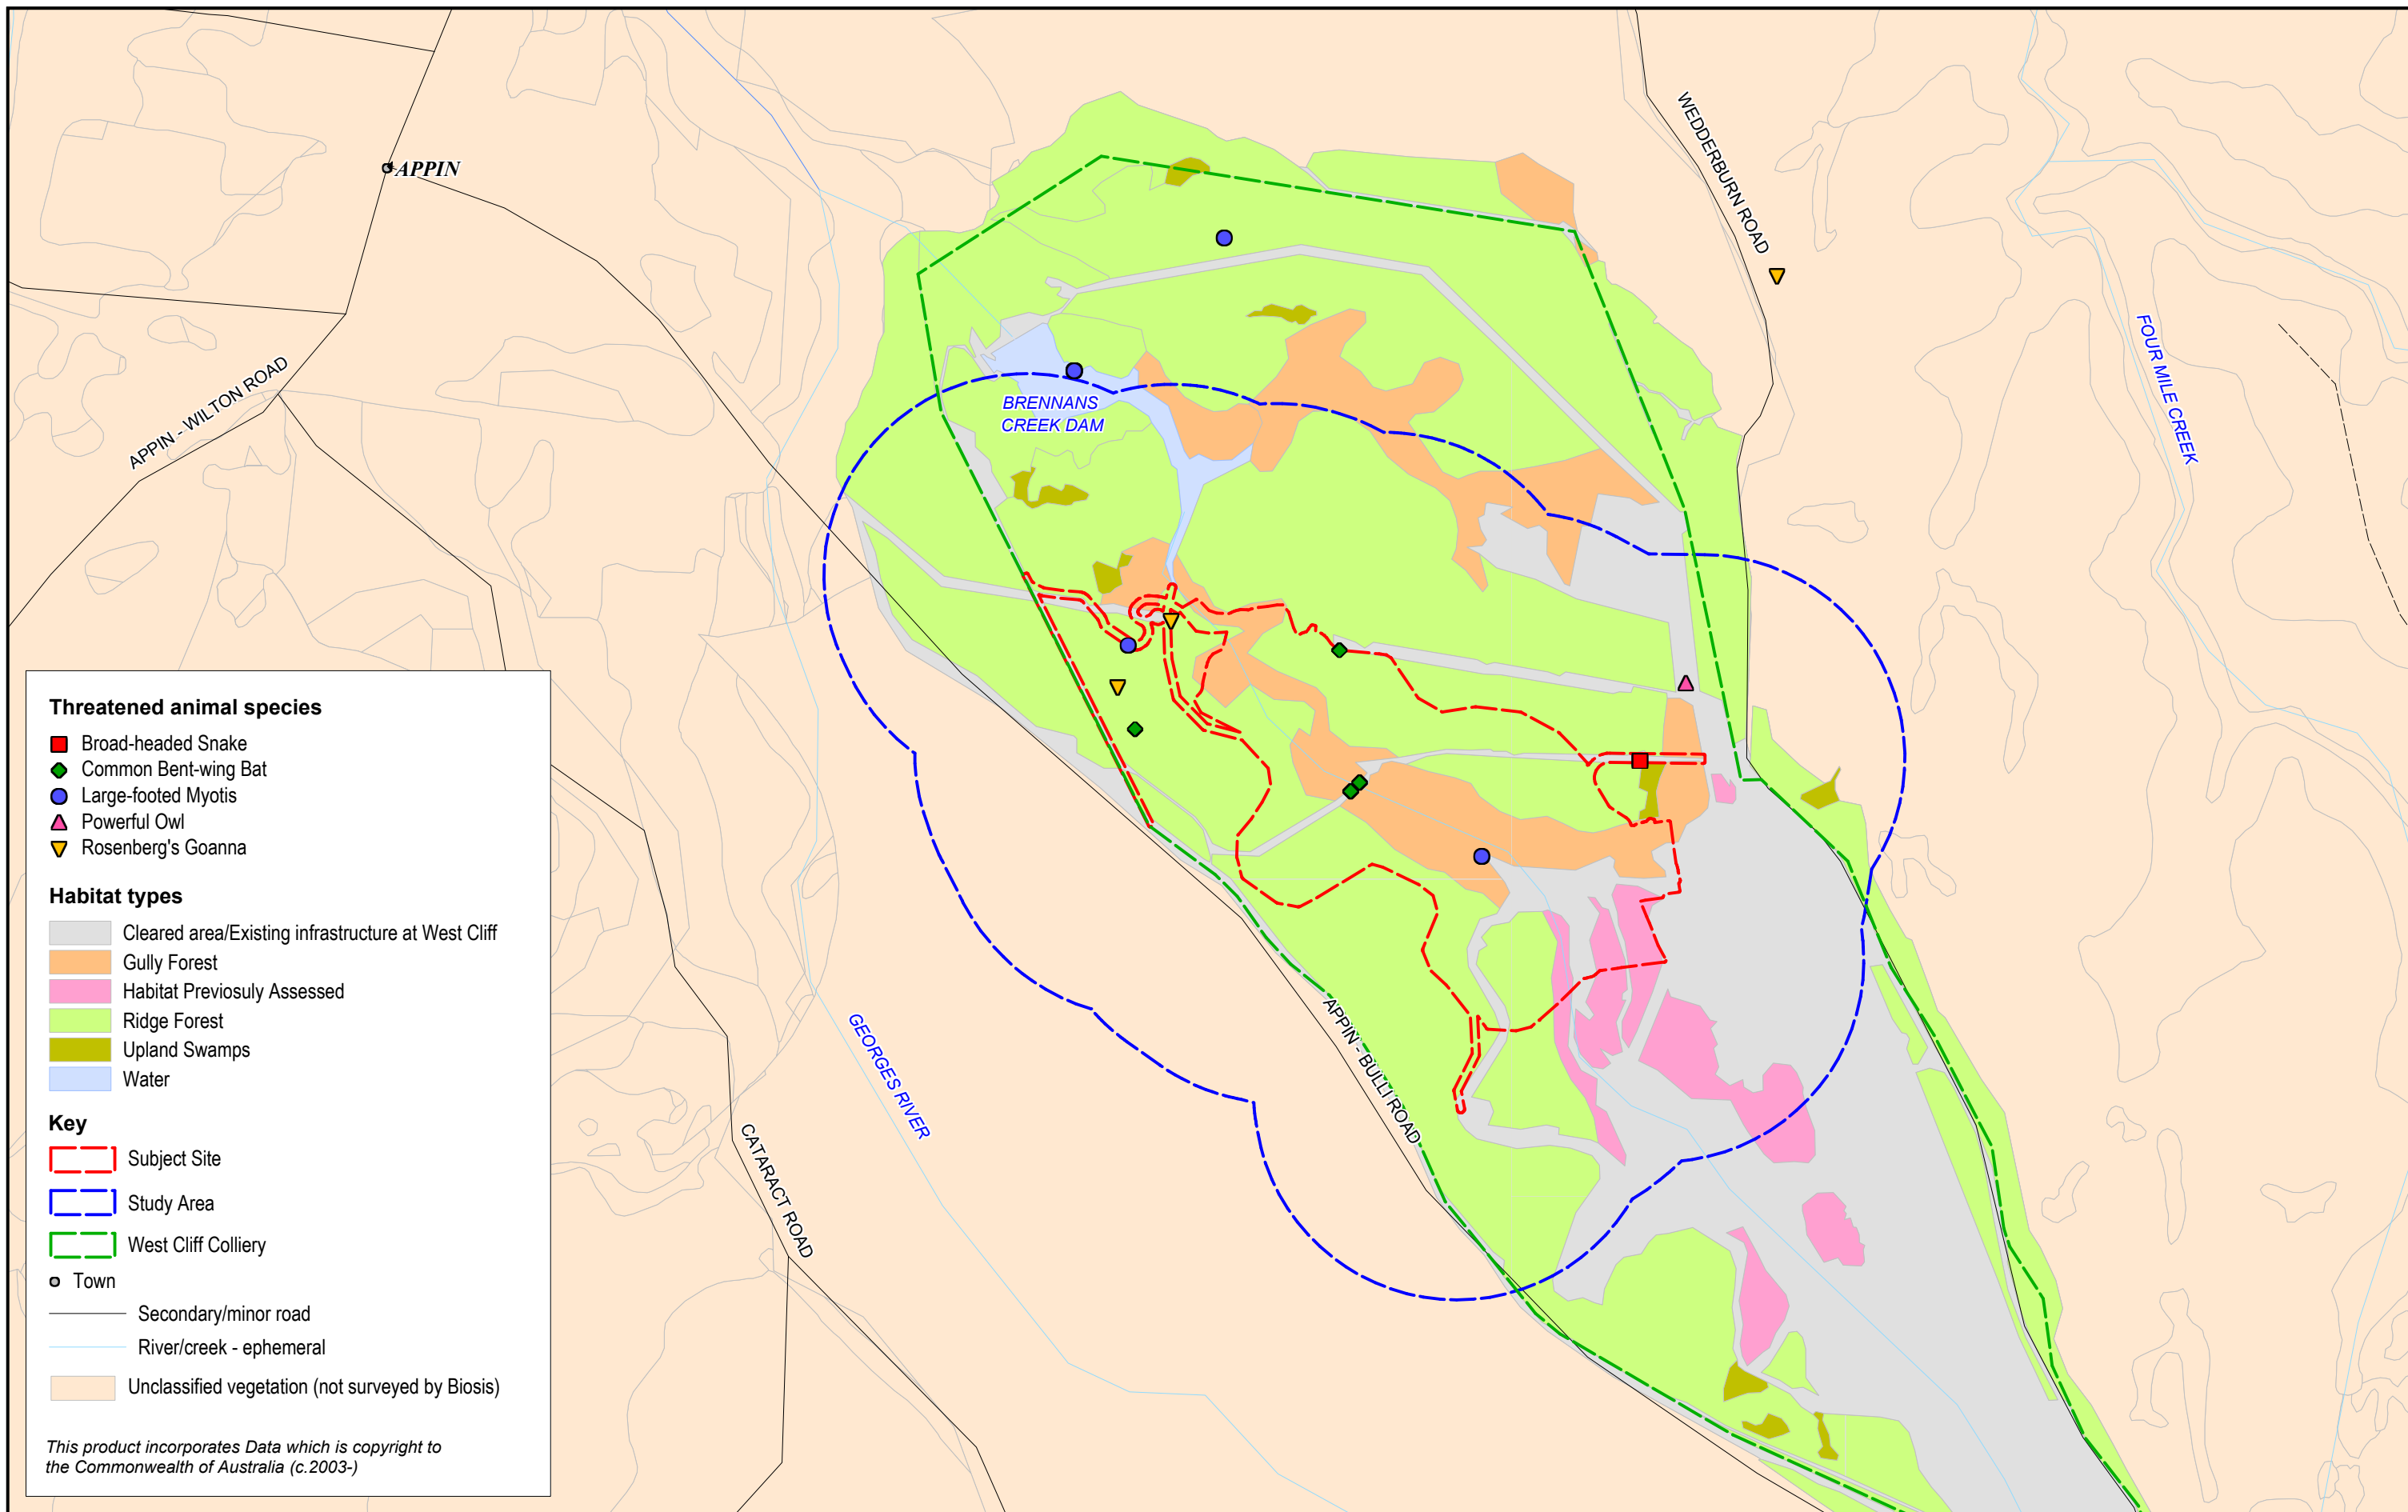 APPIN
WEDDERBURN ROAD
FOUR MILE CREEK
APPIN - WILTON ROAD
BRENNANS
CREEK DAM
GEORGES RIVER
APPIN - BULLI ROAD
CATARACT ROAD
Threatened animal species
Broad-headed Snake
Common Bent-wing Bat
Large-footed Myotis
Powerful Owl
Rosenberg's Goanna
Habitat types
Cleared area/Existing infrastructure at West Cliff
Gully Forest
Habitat Previosuly Assessed
Ridge Forest
Upland Swamps
Water
Key
Subject Site
Study Area
West Cliff Colliery
Town
Secondary/minor road
River/creek - ephemeral
Unclassified vegetation (not surveyed by Biosis)
This product incorporates Data which is copyright to
the Commonwealth of Australia (c.2003-)